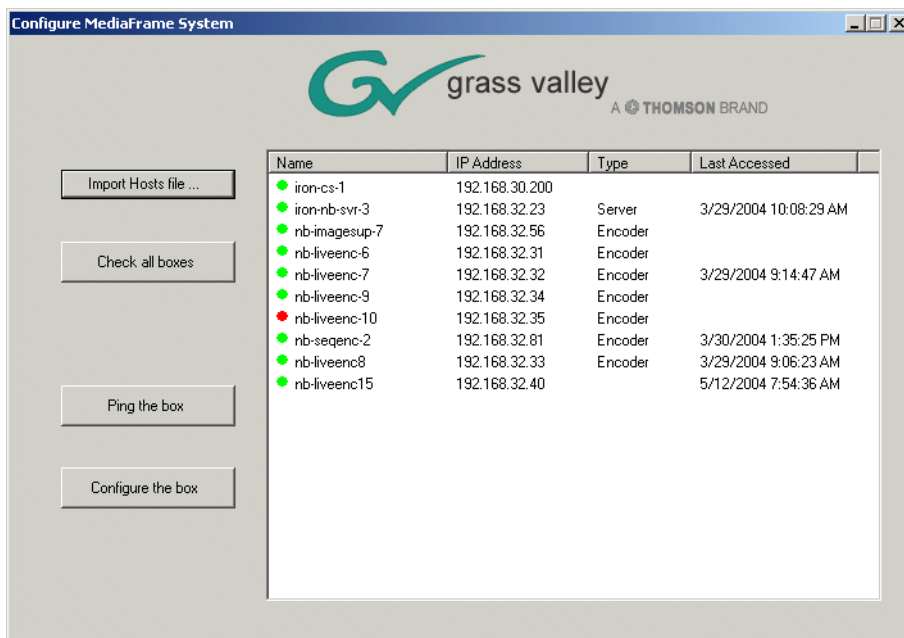 Configure MediaFrame System
grass valley
A THOMSON BRAND
Import Hosts file ...
Check all boxes
Ping the box
Configure the box
Name IP Address Type Last Accessed
iron-cs-1 192.168.30.200
iron-nb-svr-3 192.168.32.23 Server 3/29/2004 10:08:29 AM
nb-imagesup-7 192.168.32.56 Encoder
nb-liveenc-6 192.168.32.31 Encoder
nb-liveenc-7 192.168.32.32 Encoder 3/29/2004 9:14:47 AM
nb-liveenc-9 192.168.32.34 Encoder
nb-liveenc-10 192.168.32.35 Encoder
nb-seqenc-2 192.168.32.81 Encoder 3/30/2004 1:35:25 PM
nb-liveenc8 192.168.32.33 Encoder 3/29/2004 9:06:23 AM
nb-liveenc15 192.168.32.40 5/12/2004 7:54:36 AM